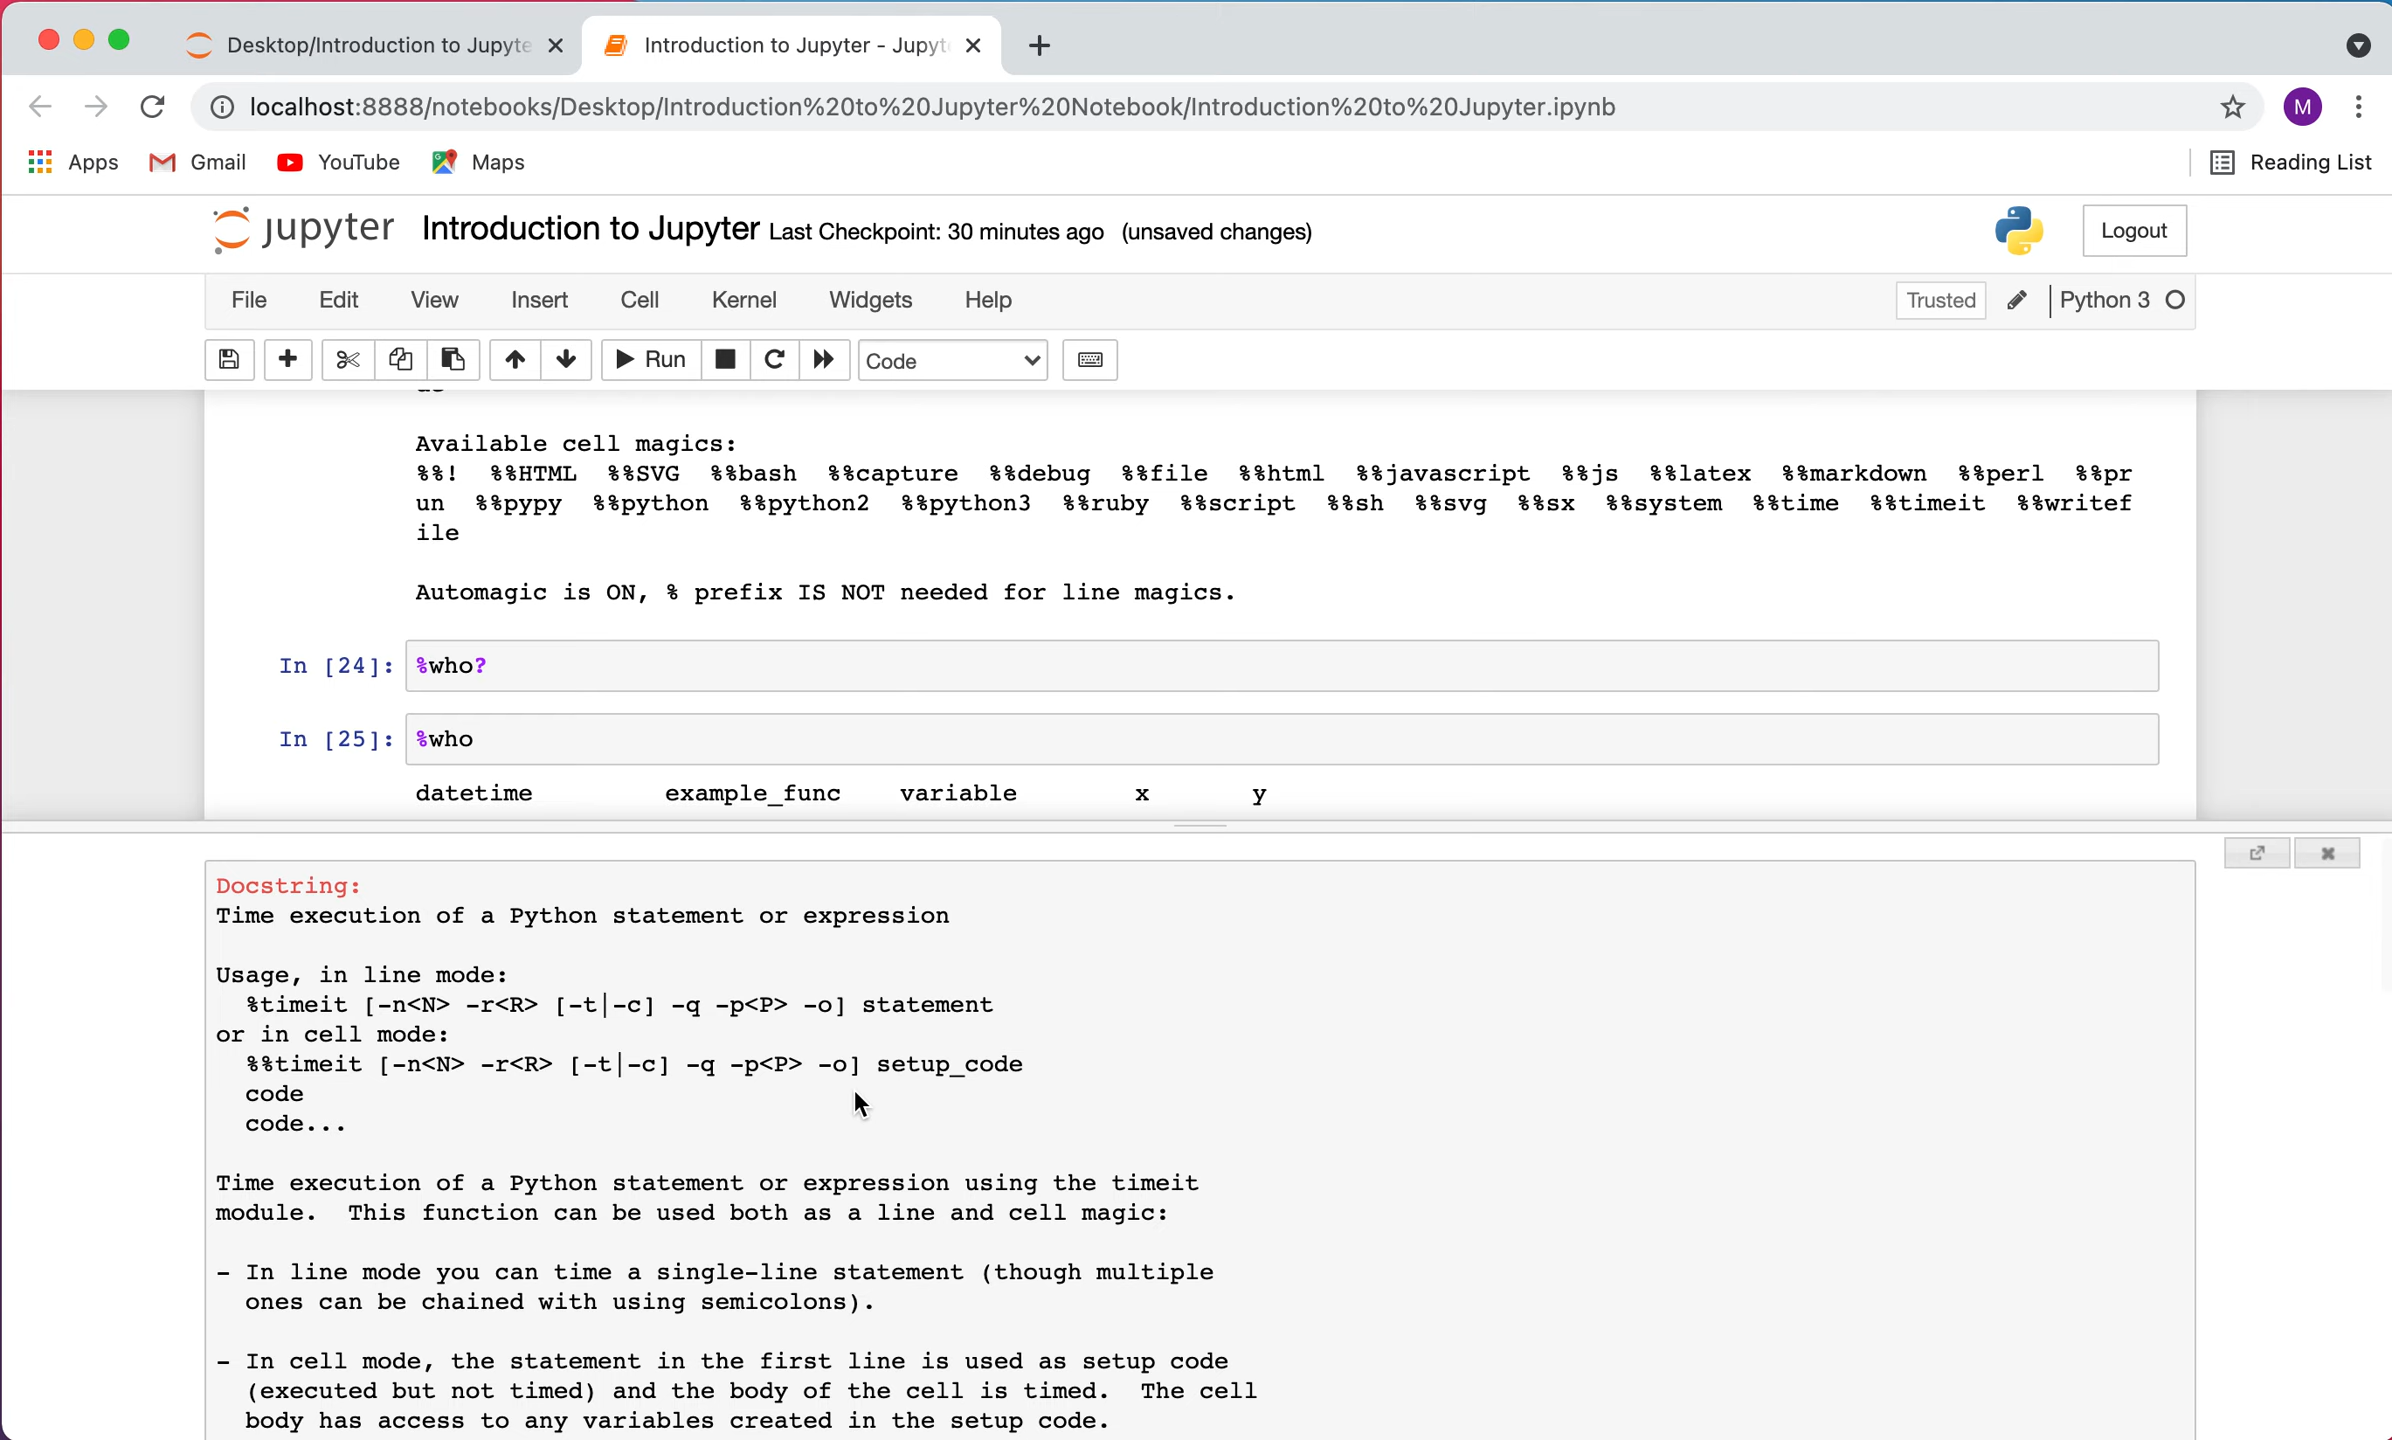 Desktop/Introduction to Jupyte
Introduction to Jupyter - Jupyt
localhost:8888/notebooks/Desktop/Introduction%20to%20Jupyter%20Notebook/Introduction%20to%20Jupyter.ipynb
M
Apps Gmail YouTube Maps Reading List
jupyter Introduction to Jupyter Last Checkpoint: 30 minutes ago (unsaved changes) Logout
File Edit View Insert Cell Kernel Widgets Help Trusted Python 3
Run Code
Available cell magics:
%%! %%HTML %%SVG %%bash %%capture %%debug %%file %%html %%javascript %%js %%latex %%markdown %%perl %%pr
un %%pypy %%python %%python2 %%python3 %%ruby %%script %%sh %%svg %%sx %%system %%time %%timeit %%writef
ile
Automagic is ON, % prefix IS NOT needed for line magics.
In [24]: %who?
In [25]: %who
datetime example_func variable x y
Docstring:
Time execution of a Python statement or expression
Usage, in line mode:
%timeit [-n<N> -r<R> [-t|-c] -q -p<P> -o] statement
or in cell mode:
%%timeit [-n<N> -r<R> [-t|-c] -q -p<P> -o] setup_code
code
code...
Time execution of a Python statement or expression using the timeit
module. This function can be used both as a line and cell magic:
- In line mode you can time a single-line statement (though multiple
ones can be chained with using semicolons).
- In cell mode, the statement in the first line is used as setup code
(executed but not timed) and the body of the cell is timed. The cell
body has access to any variables created in the setup code.